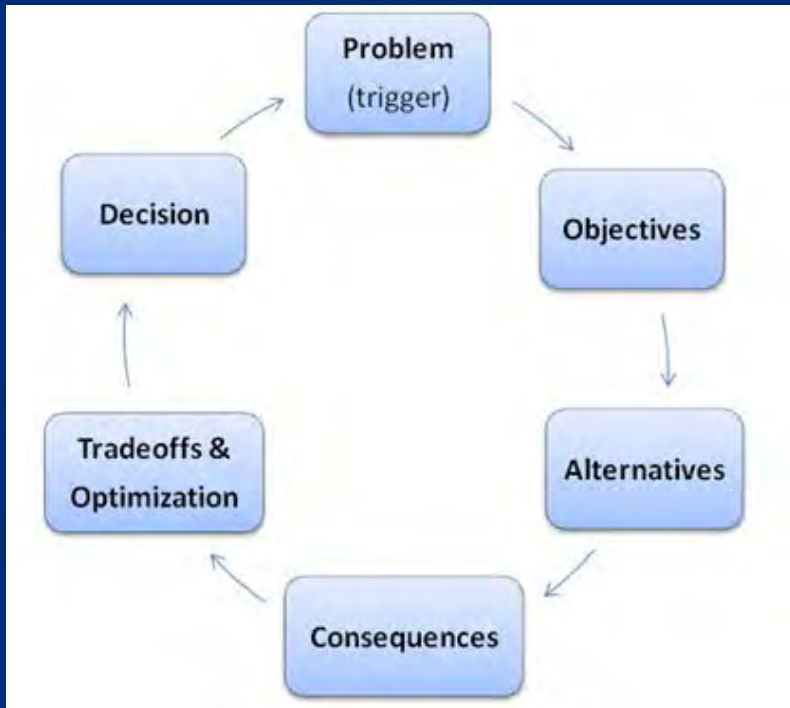 Problem
(trigger)
Objectives
Alternatives
Consequences
Tradeoffs &
Optimization
Decision